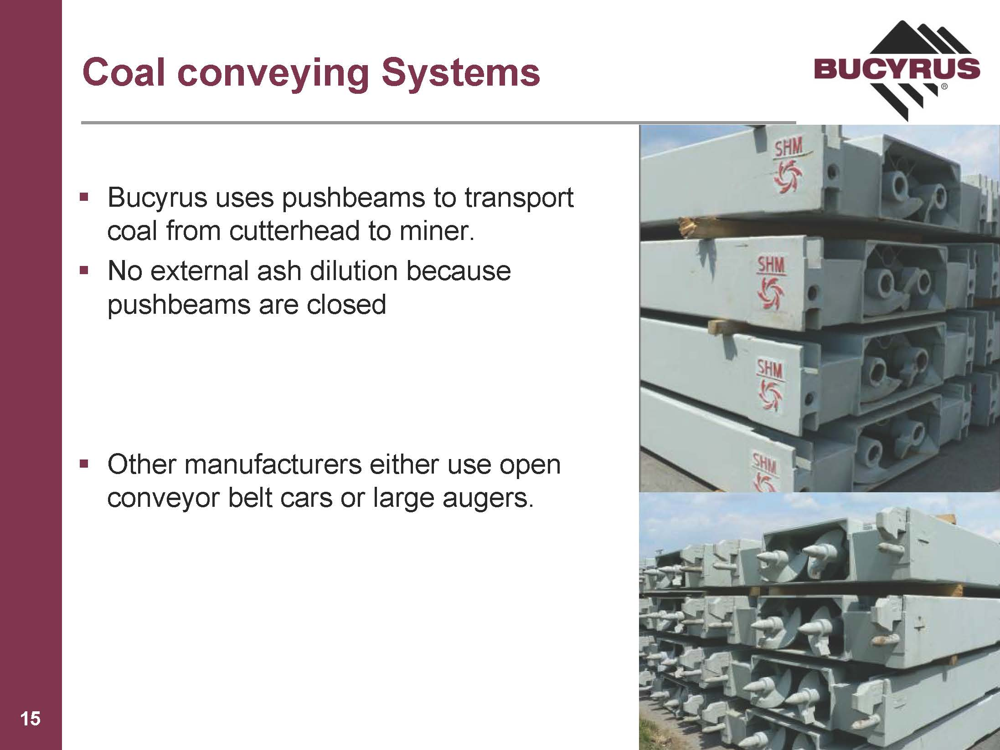 Coal conveying Systems
BUCYRUS
®
▪ Bucyrus uses pushbeams to transport
coal from cutterhead to miner.
▪ No external ash dilution because
pushbeams are closed
▪ Other manufacturers either use open
conveyor belt cars or large augers.
SHM
SHM
SHM
SHM
15